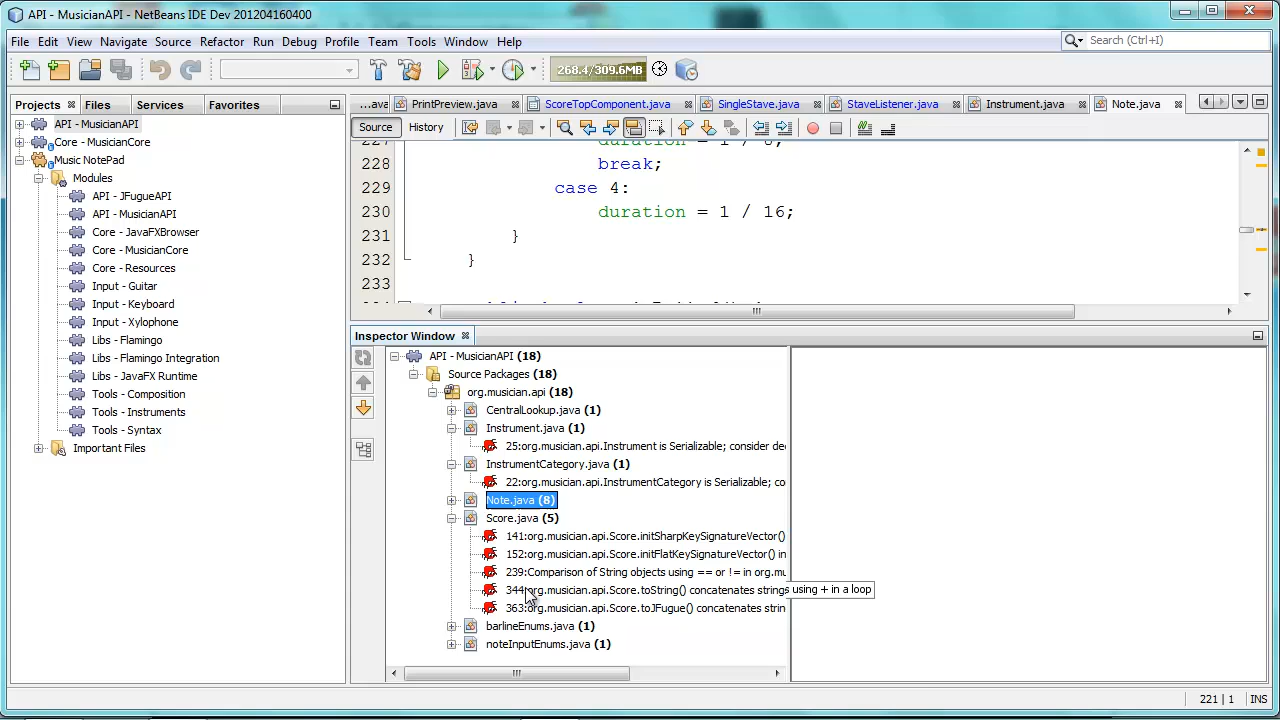 API - MusicianAPI - NetBeans IDE Dev 201204160400
File Edit View Navigate Source Refactor Run Debug Profile Team Tools Window Help
Search (Ctrl+I)
268.4/309.6MB
Projects Files Services Favorites
API - MusicianAPI
Core - MusicianCore
Music NotePad
Modules
API - JFugueAPI
API - MusicianAPI
Core - JavaFXBrowser
Core - MusicianCore
Core - Resources
Input - Guitar
Input - Keyboard
Input - Xylophone
Libs - Flamingo
Libs - Flamingo Integration
Libs - JavaFX Runtime
Tools - Composition
Tools - Instruments
Tools - Syntax
Important Files
...ava PrintPreview.java ScoreTopComponent.java SingleStave.java StaveListener.java Instrument.java Note.java
Source History
227 duration = 1 / 8;
228 break;
229 case 4:
230 duration = 1 / 16;
231 }
232 }
233
Inspector Window
API - MusicianAPI (18)
Source Packages (18)
org.musician.api (18)
CentralLookup.java (1)
Instrument.java (1)
25:org.musician.api.Instrument is Serializable; consider dec
InstrumentCategory.java (1)
22:org.musician.api.InstrumentCategory is Serializable; co
Note.java (8)
Score.java (5)
141:org.musician.api.Score.initSharpKeySignatureVector()
152:org.musician.api.Score.initFlatKeySignatureVector() in
239:Comparison of String objects using == or != in org.mu
344:org.musician.api.Score.toString() concatenates strings using + in a loop
363:org.musician.api.Score.toJFugue() concatenates strin
barlineEnums.java (1)
noteInputEnums.java (1)
221 | 1 INS